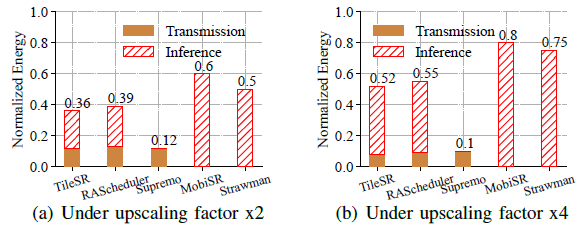 Normalized Energy
1.0
0.8
0.6
0.4
0.2
0.0
Transmission
Inference
0.36
0.39
0.12
0.6
0.5
TileSR
RAScheduler
Supremo
MobiSR
Strawman
(a) Under upscaling factor x2
Normalized Energy
1.0
0.8
0.6
0.4
0.2
0.0
Transmission
Inference
0.52
0.55
0.1
0.8
0.75
TileSR
RAScheduler
Supremo
MobiSR
Strawman
(b) Under upscaling factor x4